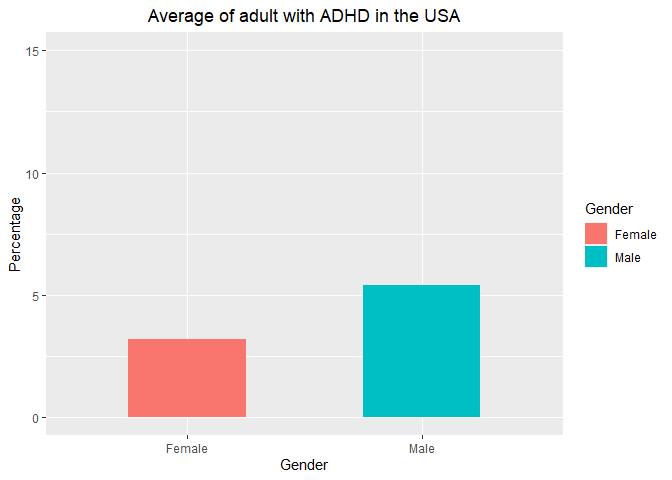 Average of adult with ADHD in the USA
15
10
5
0
Percentage
Female
Male
Gender
Gender
Female
Male